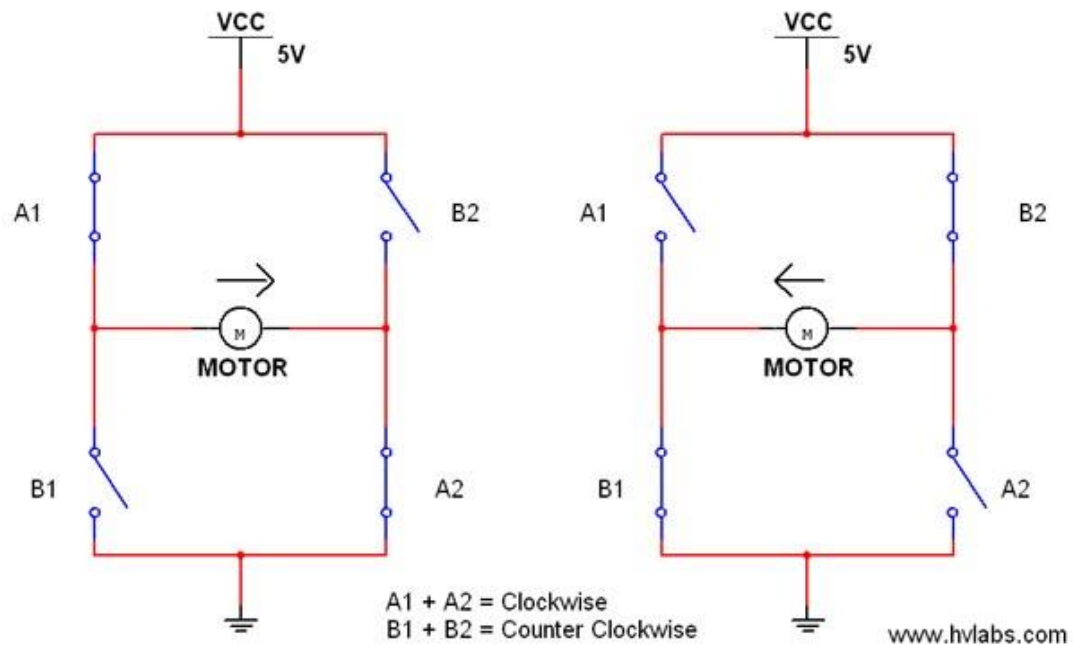 VCC
5V
A1
B2
M
MOTOR
B1
A2
VCC
5V
A1
B2
M
MOTOR
B1
A2
A1 + A2 = Clockwise
B1 + B2 = Counter Clockwise
www.hvlabs.com